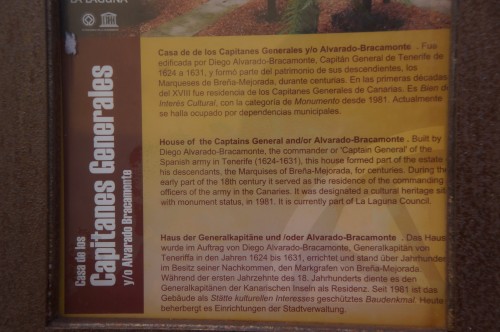 LA LAGUNA
Casa de los
Capitanes Generales
y/o Alvarado Bracamonte
Casa de de los Capitanes Generales y/o Alvarado-Bracamonte . Fue
edificada por Diego Alvarado-Bracamonte, Capitán General de Tenerife de
1624 a 1631, y formó parte del patrimonio de sus descendientes, los
Marqueses de Breña-Mejorada, durante centurias. En las primeras décadas
del XVIII fue residencia de los Capitanes Generales de Canarias. Es Bien de
Interés Cultural, con la categoría de Monumento desde 1981. Actualmente
se halla ocupado por dependencias municipales.
House of the Captains General and/or Alvarado-Bracamonte . Built by
Diego Alvarado-Bracamonte, the commander or 'Captain General' of the
Spanish army in Tenerife (1624-1631), this house formed part of the estate
his descendants, the Marquises of Breña-Mejorada, for centuries. During the
early part of the 18th century it served as the residence of the commanding
officers of the army in the Canaries. It was designated a cultural heritage sit
with monument status, in 1981. It is currently part of La Laguna Council.
Haus der Generalkapitäne und /oder Alvarado-Bracamonte . Das Haus
wurde im Auftrag von Diego Alvarado-Bracamonte, Generalkapitän von
Teneriffa in den Jahren 1624 bis 1631, errichtet und stand über Jahrhunder
im Besitz seiner Nachkommen, den Markgrafen von Breña-Mejorada.
Während der ersten Jahrzehnte des 18. Jahrhunderts diente es den
Generalkapitänen der Kanarischen Inseln als Residenz. Seit 1981 ist das
Gebäude als Stätte kulturellen Interesses geschütztes Baudenkmal. Heute
beherbergt es Einrichtungen der Stadtverwaltung.